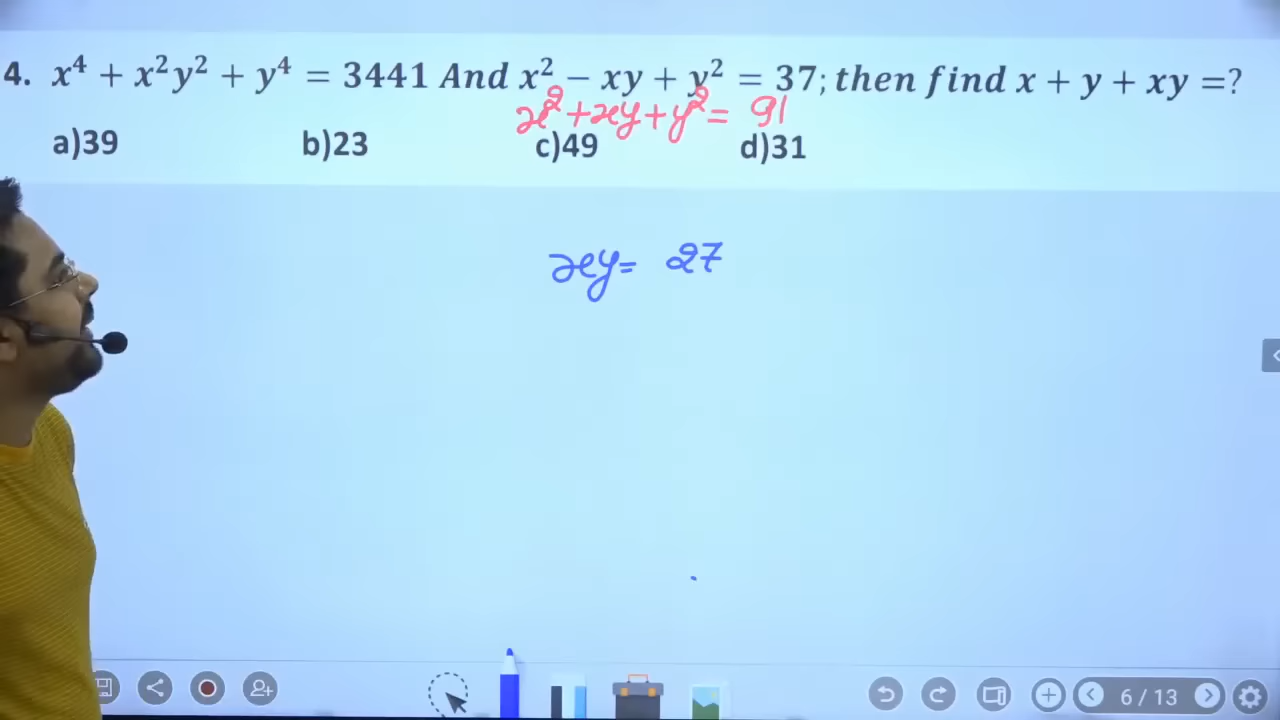 4. x⁴ + x²y² + y⁴ = 3441 And x² − xy + y² = 37; then find x + y + xy =?
x²+xy+y²= 91
a)39 b)23 c)49 d)31
xy= 27
6 / 13